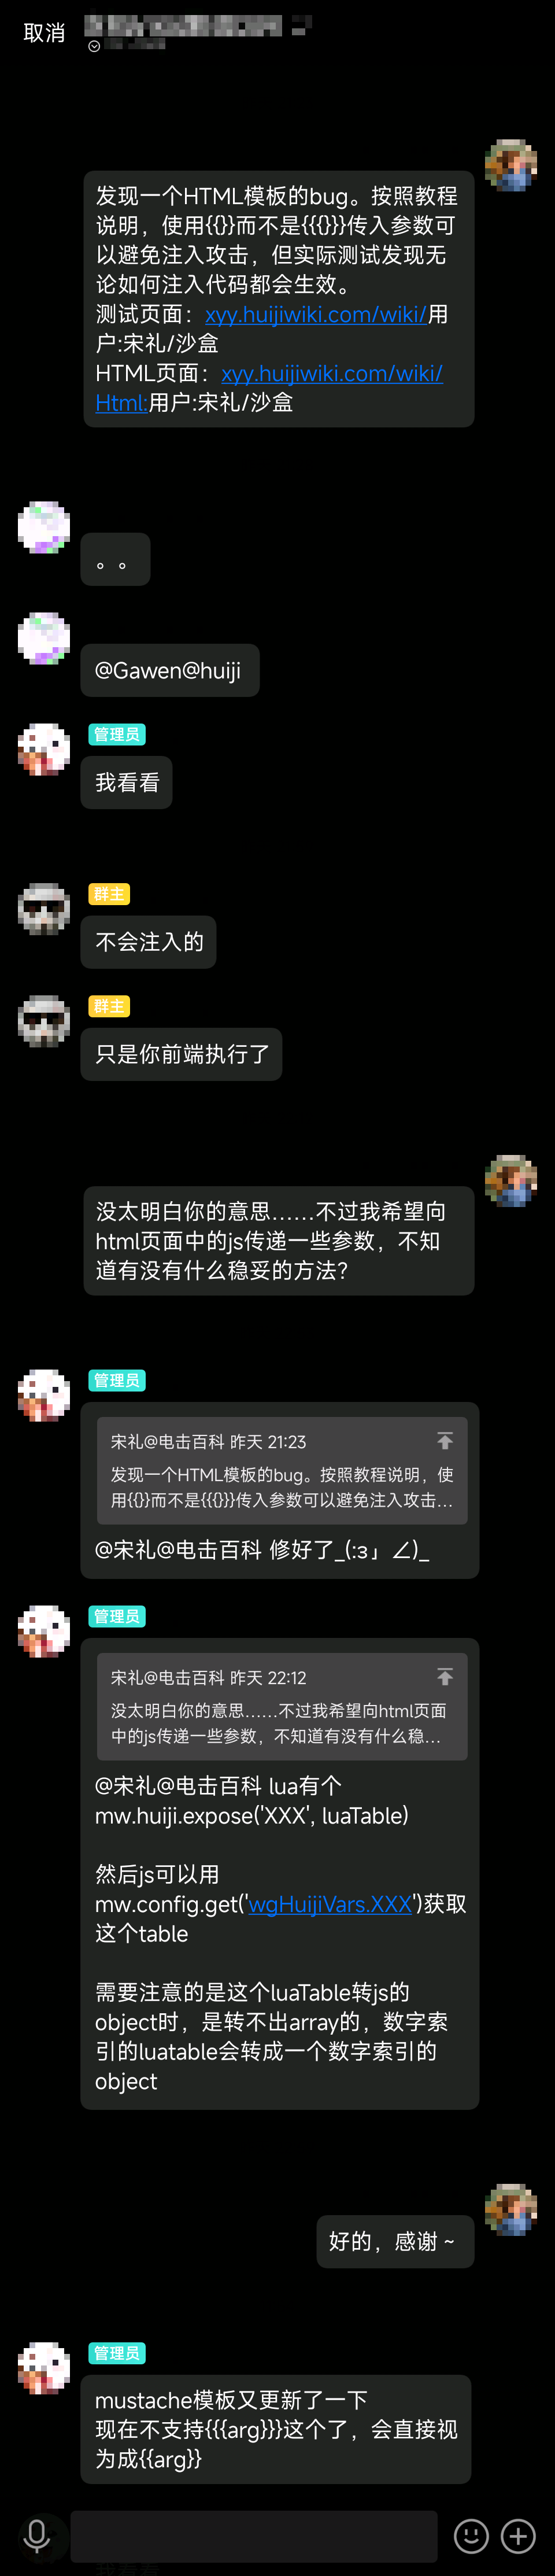 取消
发现一个HTML模板的bug。按照教程
说明，使用{{}}而不是{{{}}}传入参数可
以避免注入攻击，但实际测试发现无
论如何注入代码都会生效。
测试页面：xyy.huijiwiki.com/wiki/用
户:宋礼/沙盒
HTML页面：xyy.huijiwiki.com/wiki/
Html:用户:宋礼/沙盒
。。
@Gawen@huiji
管理员
我看看
群主
不会注入的
群主
只是你前端执行了
没太明白你的意思……不过我希望向
html页面中的js传递一些参数，不知
道有没有什么稳妥的方法？
管理员
宋礼@电击百科 昨天 21:23
发现一个HTML模板的bug。按照教程说明，使
用{{}}而不是{{{}}}传入参数可以避免注入攻击...
@宋礼@电击百科 修好了_(:з」∠)_
管理员
宋礼@电击百科 昨天 22:12
没太明白你的意思……不过我希望向html页面
中的js传递一些参数，不知道有没有什么稳...
@宋礼@电击百科 lua有个
mw.huiji.expose('XXX', luaTable)
然后js可以用
mw.config.get('wgHuijiVars.XXX')获取
这个table
需要注意的是这个luaTable转js的
object时，是转不出array的，数字索
引的luatable会转成一个数字索引的
object
好的，感谢~
管理员
mustache模板又更新了一下
现在不支持{{{arg}}}这个了，会直接视
为成{{arg}}